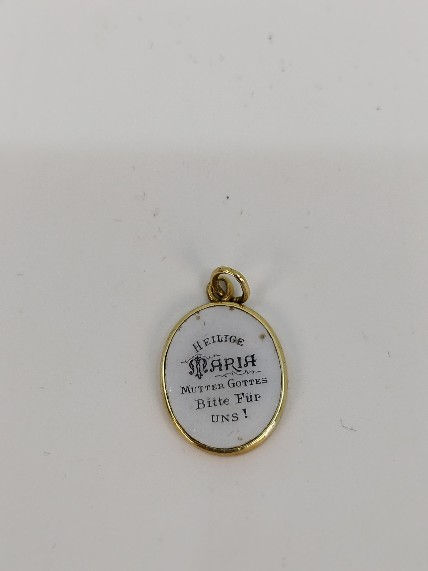 HEILIGE
MARIA
MUTTER GOTTES
Bitte Für
UNS!